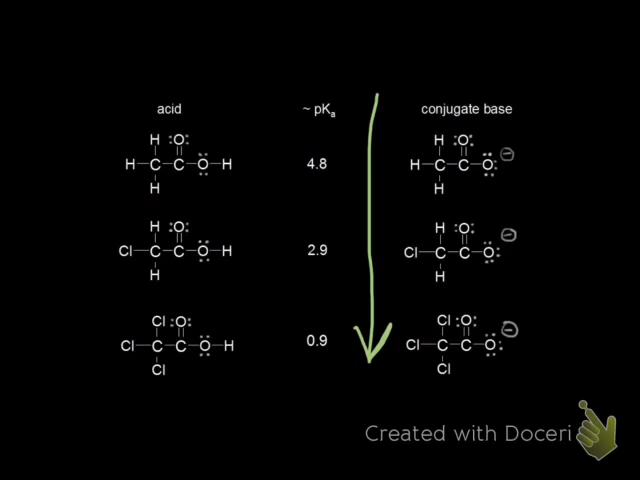 acid ~ pKa conjugate base
H :O: H :O: ⊖
H C C O H 4.8 H C C O:
H H
H :O: H :O: ⊖
Cl C C O H 2.9 Cl C C O:
H H
Cl :O: Cl :O: ⊖
Cl C C O H 0.9 Cl C C O:
Cl Cl
Created with Doceri